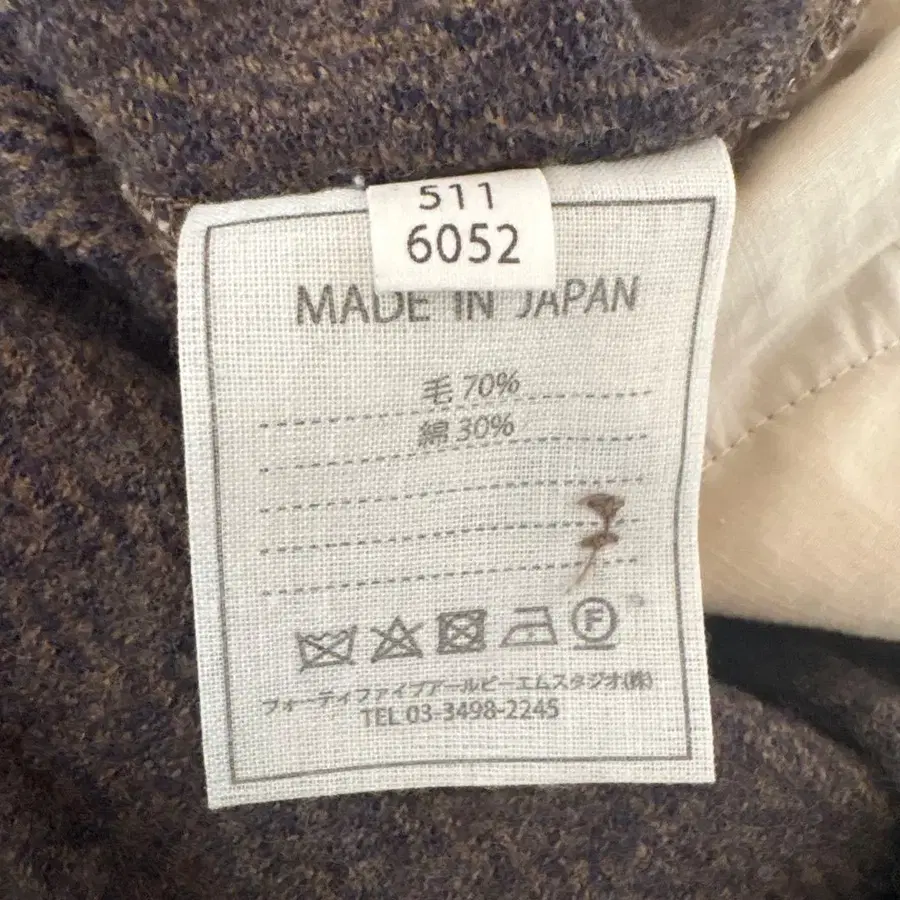 511
6052
MADE IN JAPAN
毛 70%
綿 30%
F
フォーティファイブアールピーエムスタジオ(株)
TEL 03-3498-2245